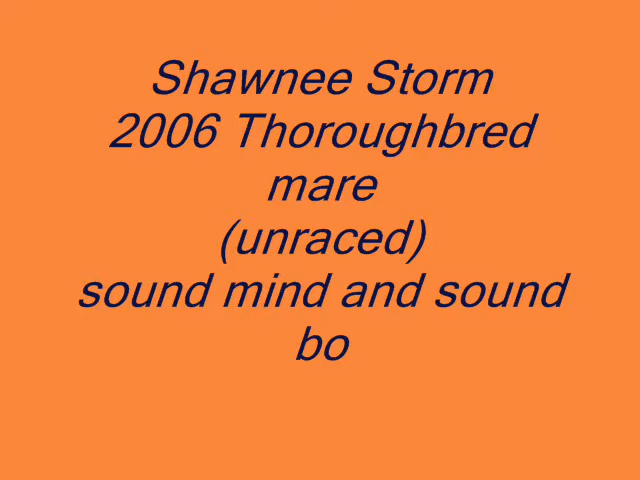 Shawnee Storm
2006 Thoroughbred
mare
(unraced)
sound mind and sound
bo